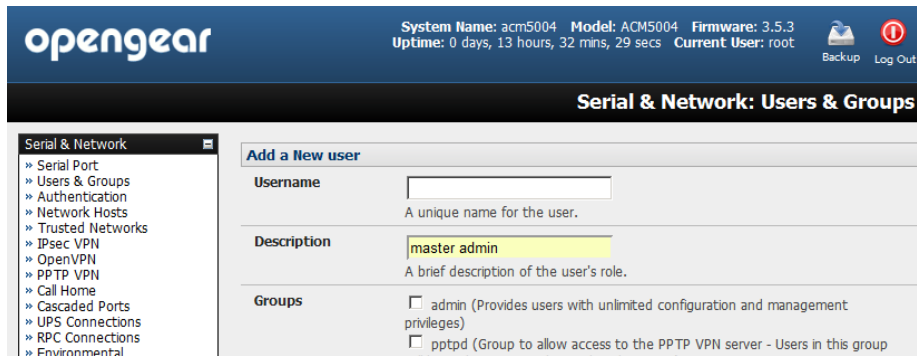 opengear
System Name: acm5004 Model: ACM5004 Firmware: 3.5.3
Uptime: 0 days, 13 hours, 32 mins, 29 secs Current User: root
Backup
Log Out
Serial & Network: Users & Groups
Serial & Network
» Serial Port
» Users & Groups
» Authentication
» Network Hosts
» Trusted Networks
» IPsec VPN
» OpenVPN
» PPTP VPN
» Call Home
» Cascaded Ports
» UPS Connections
» RPC Connections
» Environmental
Add a New user
Username
A unique name for the user.
Description
master admin
A brief description of the user's role.
Groups
admin (Provides users with unlimited configuration and management
privileges)
pptpd (Group to allow access to the PPTP VPN server - Users in this group